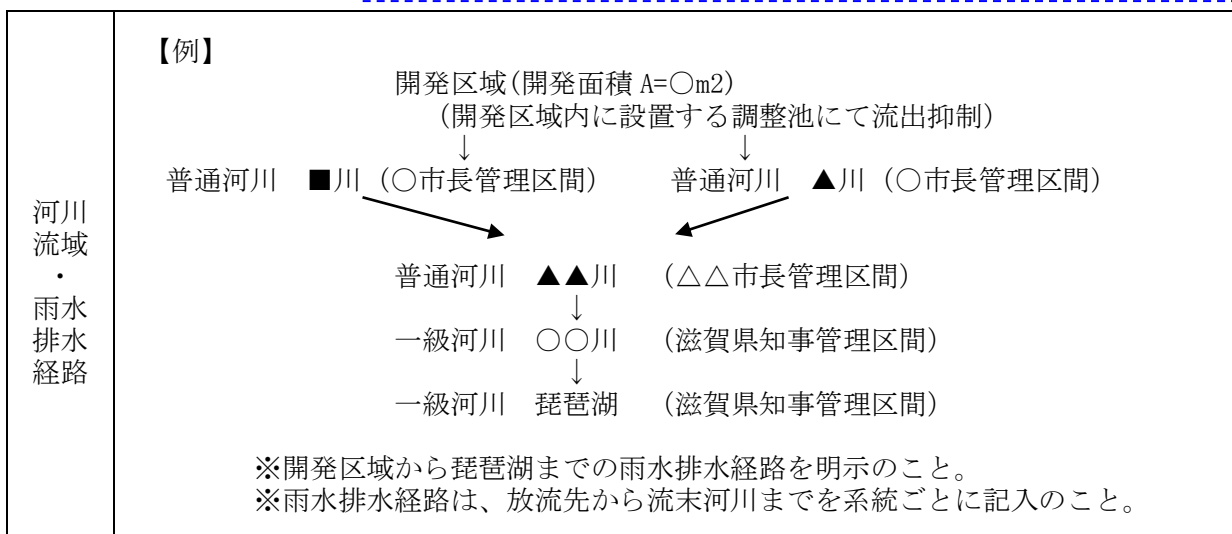 【例】
開発区域(開発面積 A=○m2)
(開発区域内に設置する調整池にて流出抑制)
↓ ↓
普通河川 ■川 (○市長管理区間) 普通河川 ▲川 (○市長管理区間)
普通河川 ▲▲川 (△△市長管理区間)
↓
一級河川 ○○川 (滋賀県知事管理区間)
↓
一級河川 琵琶湖 (滋賀県知事管理区間)
※開発区域から琵琶湖までの雨水排水経路を明示のこと。
※雨水排水経路は、放流先から流末河川までを系統ごとに記入のこと。
河川
流域
・
雨水
排水
経路